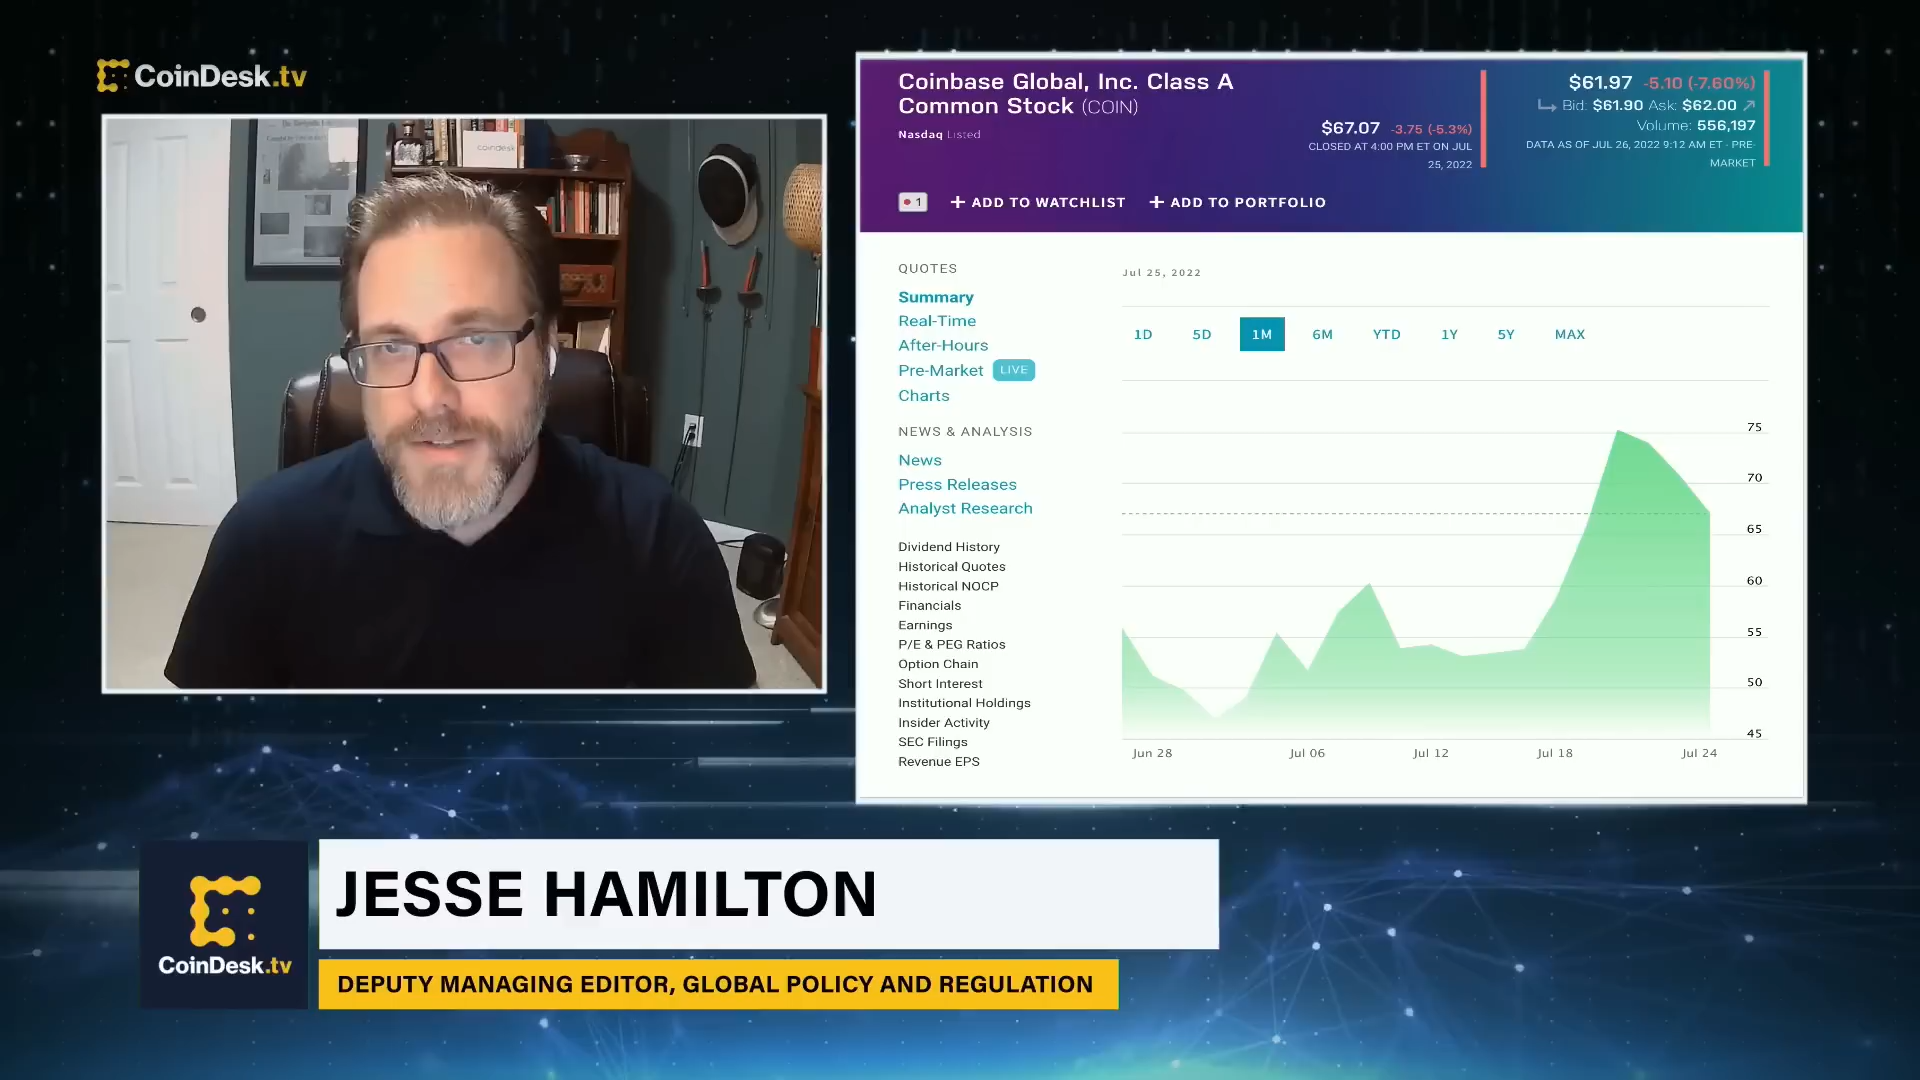 CoinDesk.tv
coindesk
Coinbase Global, Inc. Class A
Common Stock (COIN)
Nasdaq Listed
$67.07 -3.75 (-5.3%)
CLOSED AT 4:00 PM ET ON JUL
25, 2022
$61.97 -5.10 (-7.60%)
Bid: $61.90 Ask: $62.00
Volume: 556,197
DATA AS OF JUL 26, 2022 9:12 AM ET - PRE-
MARKET
1
+ ADD TO WATCHLIST + ADD TO PORTFOLIO
QUOTES
Summary
Real-Time
After-Hours
Pre-Market LIVE
Charts
NEWS & ANALYSIS
News
Press Releases
Analyst Research
Dividend History
Historical Quotes
Historical NOCP
Financials
Earnings
P/E & PEG Ratios
Option Chain
Short Interest
Institutional Holdings
Insider Activity
SEC Filings
Revenue EPS
Jul 25, 2022
1D 5D 1M 6M YTD 1Y 5Y MAX
75
70
65
60
55
50
45
Jun 28 Jul 06 Jul 12 Jul 18 Jul 24
JESSE HAMILTON
CoinDesk.tv
DEPUTY MANAGING EDITOR, GLOBAL POLICY AND REGULATION